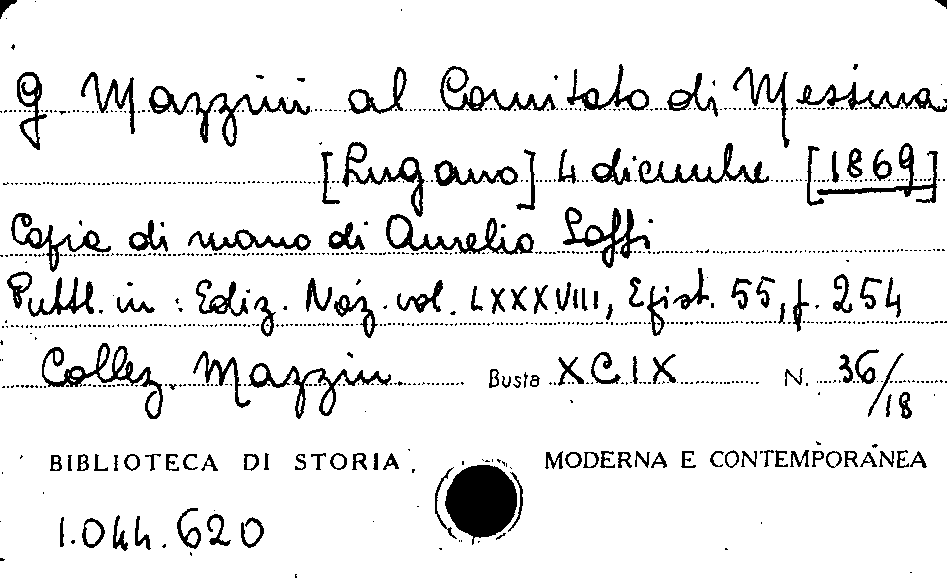 G. Mazzini al Comitato di Messina
[Lugano] 4 dicembre [1869]
Copia di mano di Aurelio Saffi
Pubbl. in: Ediz. Naz. vol. LXXXVIII, Epist. 55, p. 254
Collez. Mazzini Busta XCIX N. 36/18
BIBLIOTECA DI STORIA MODERNA E CONTEMPORANEA
1.044.620